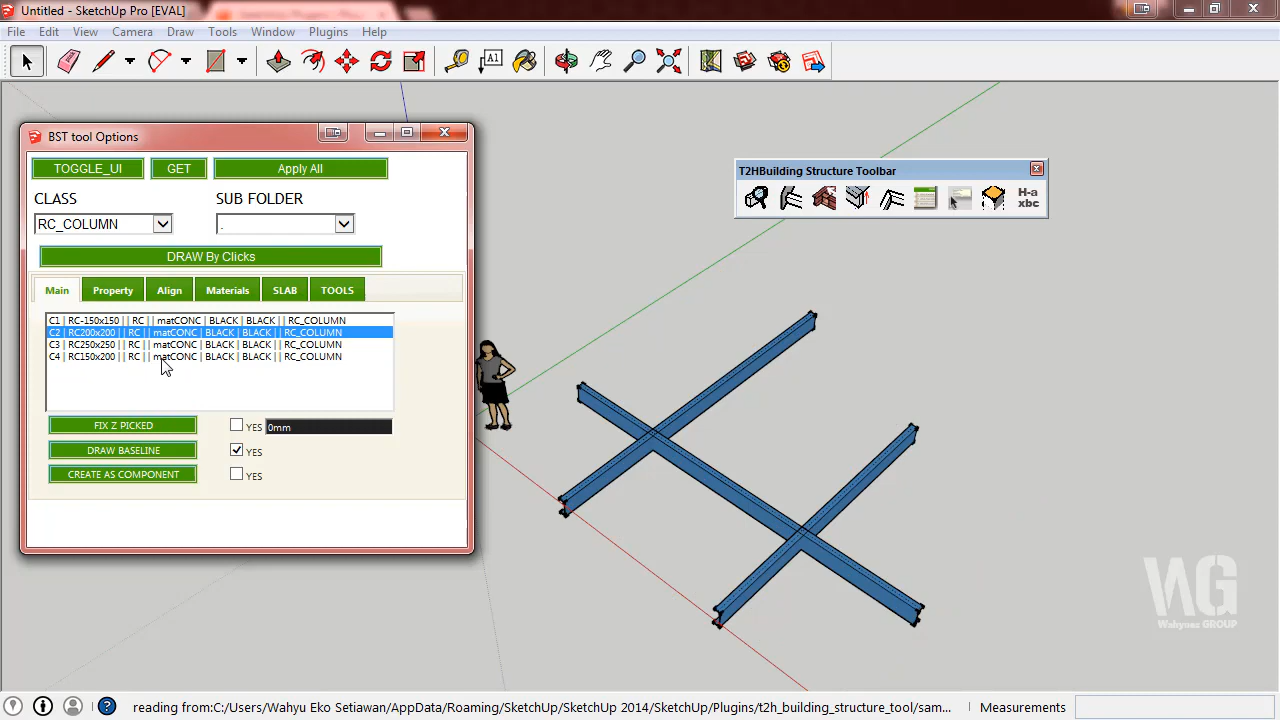 Untitled - SketchUp Pro [EVAL]
File Edit View Camera Draw Tools Window Plugins Help
A1
BST tool Options
TOGGLE_UI GET Apply All
CLASS SUB FOLDER
RC_COLUMN .
DRAW By Clicks
Main Property Align Materials SLAB TOOLS
C1 | RC-150x150 | | RC | | matCONC | BLACK | BLACK | | RC_COLUMN
C2 | RC200x200 | | RC | | matCONC | BLACK | BLACK | | RC_COLUMN
C3 | RC250x250 | | RC | | matCONC | BLACK | BLACK | | RC_COLUMN
C4 | RC150x200 | | RC | | matCONC | BLACK | BLACK | | RC_COLUMN
FIX Z PICKED YES 0mm
DRAW BASELINE YES
CREATE AS COMPONENT YES
T2HBuilding Structure Toolbar
H-a
xbc
WG
Wahynez GROUP
reading from:C:/Users/Wahyu Eko Setiawan/AppData/Roaming/SketchUp/SketchUp 2014/SketchUp/Plugins/t2h_building_structure_tool/sam... Measurements